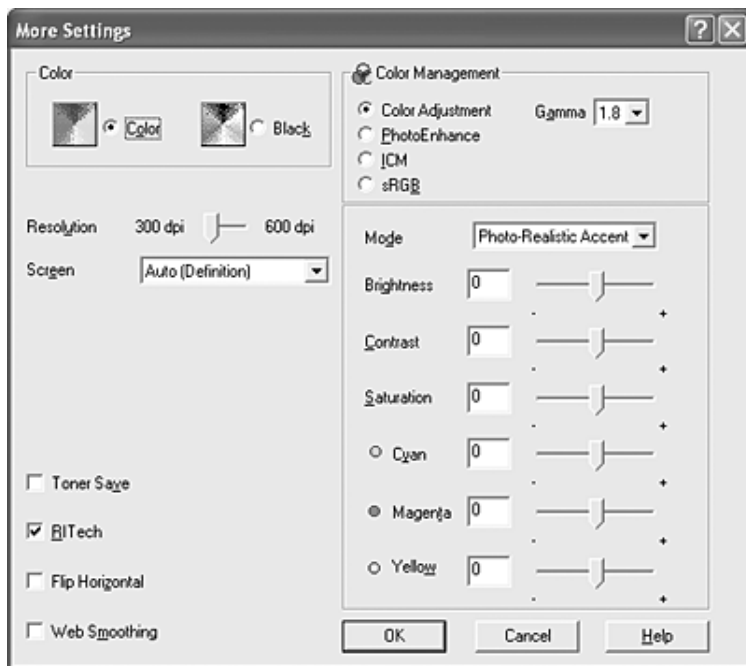 More Settings
Color
Color
Black
Resolution 300 dpi 600 dpi
Screen Auto (Definition)
Toner Save
RITech
Flip Horizontal
Web Smoothing
Color Management
Color Adjustment Gamma 1.8
PhotoEnhance
ICM
sRGB
Mode Photo-Realistic Accent
Brightness 0
- +
Contrast 0
- +
Saturation 0
- +
Cyan 0
- +
Magenta 0
- +
Yellow 0
- +
OK Cancel Help